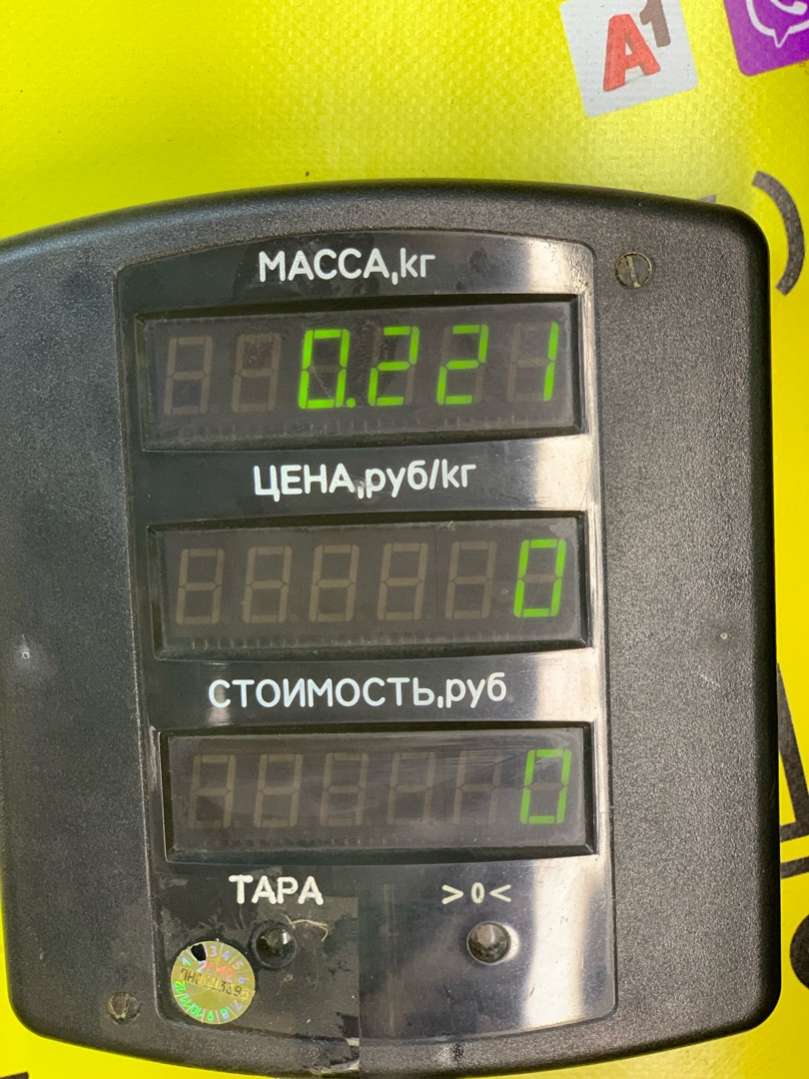 A1
МАССА,кг
0.221
ЦЕНА,руб/кг
0
СТОИМОСТЬ,руб
0
ТАРА >0<